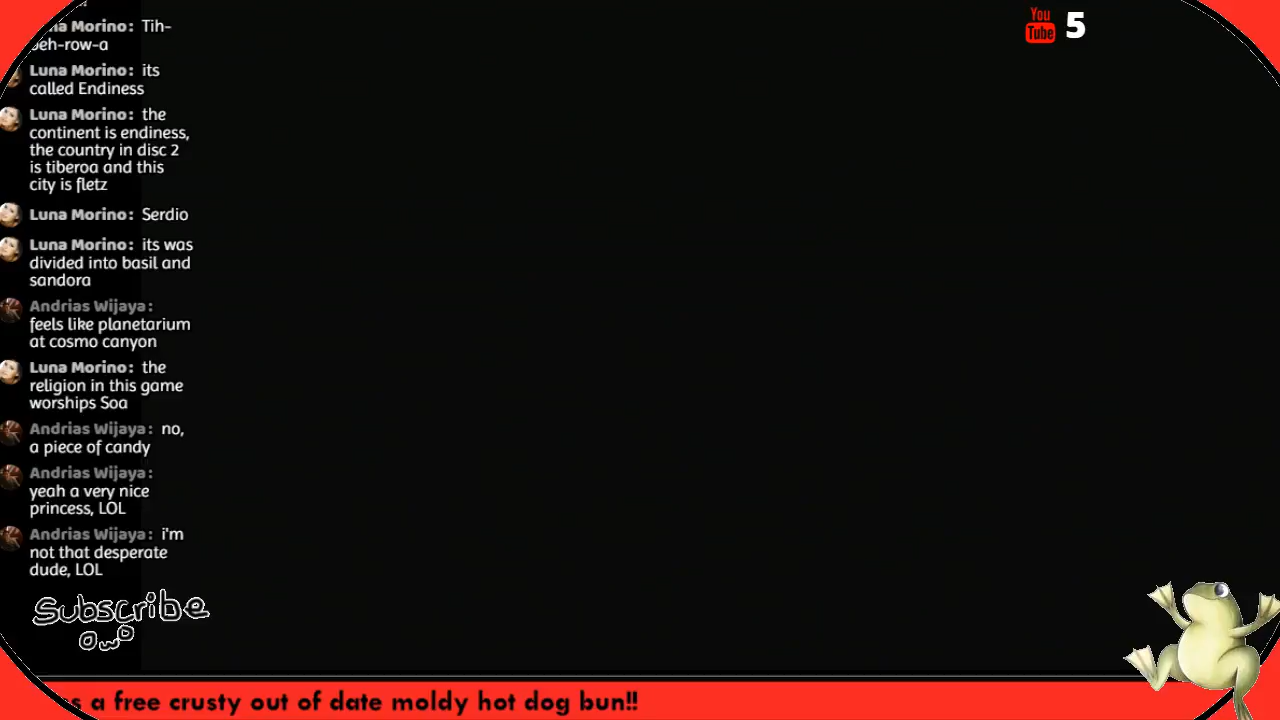 Morino: Tih-
beh-row-a
Luna Morino: its
called Endiness
Luna Morino: the
continent is endiness,
the country in disc 2
is tiberoa and this
city is fletz
Luna Morino: Serdio
Luna Morino: its was
divided into basil and
sandora
Andrias Wijaya:
feels like planetarium
at cosmo canyon
Luna Morino: the
religion in this game
worships Soa
Andrias Wijaya: no,
a piece of candy
Andrias Wijaya:
yeah a very nice
princess, LOL
Andrias Wijaya: i'm
not that desperate
dude, LOL
Subscribe
OwO
You
Tube 5
a free crusty out of date moldy hot dog bun!!